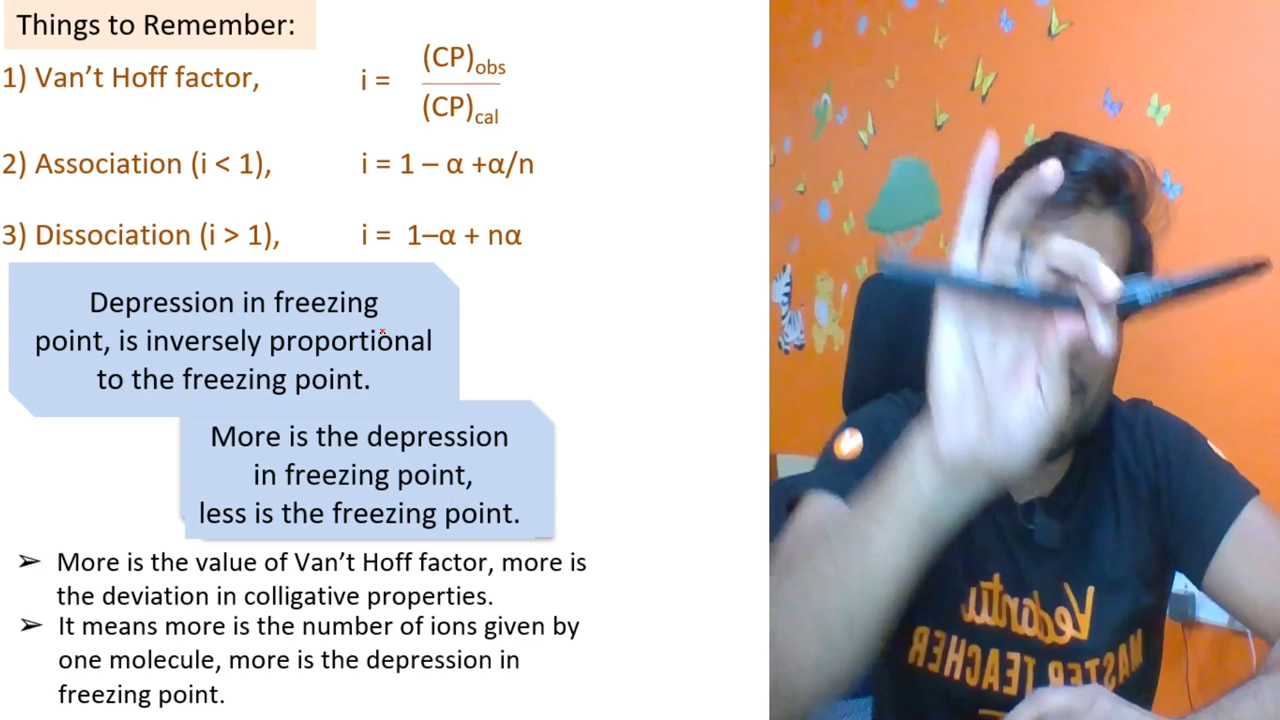 Things to Remember:
1) Van’t Hoff factor, i = (CP)obs / (CP)cal
2) Association (i < 1), i = 1 – α +α/n
3) Dissociation (i > 1), i = 1–α + nα
Depression in freezing
point, is inversely proportional
to the freezing point.
More is the depression
in freezing point,
less is the freezing point.
➢ More is the value of Van’t Hoff factor, more is
the deviation in colligative properties.
➢ It means more is the number of ions given by
one molecule, more is the depression in
freezing point.
Vedantu
MASTER TEACHER